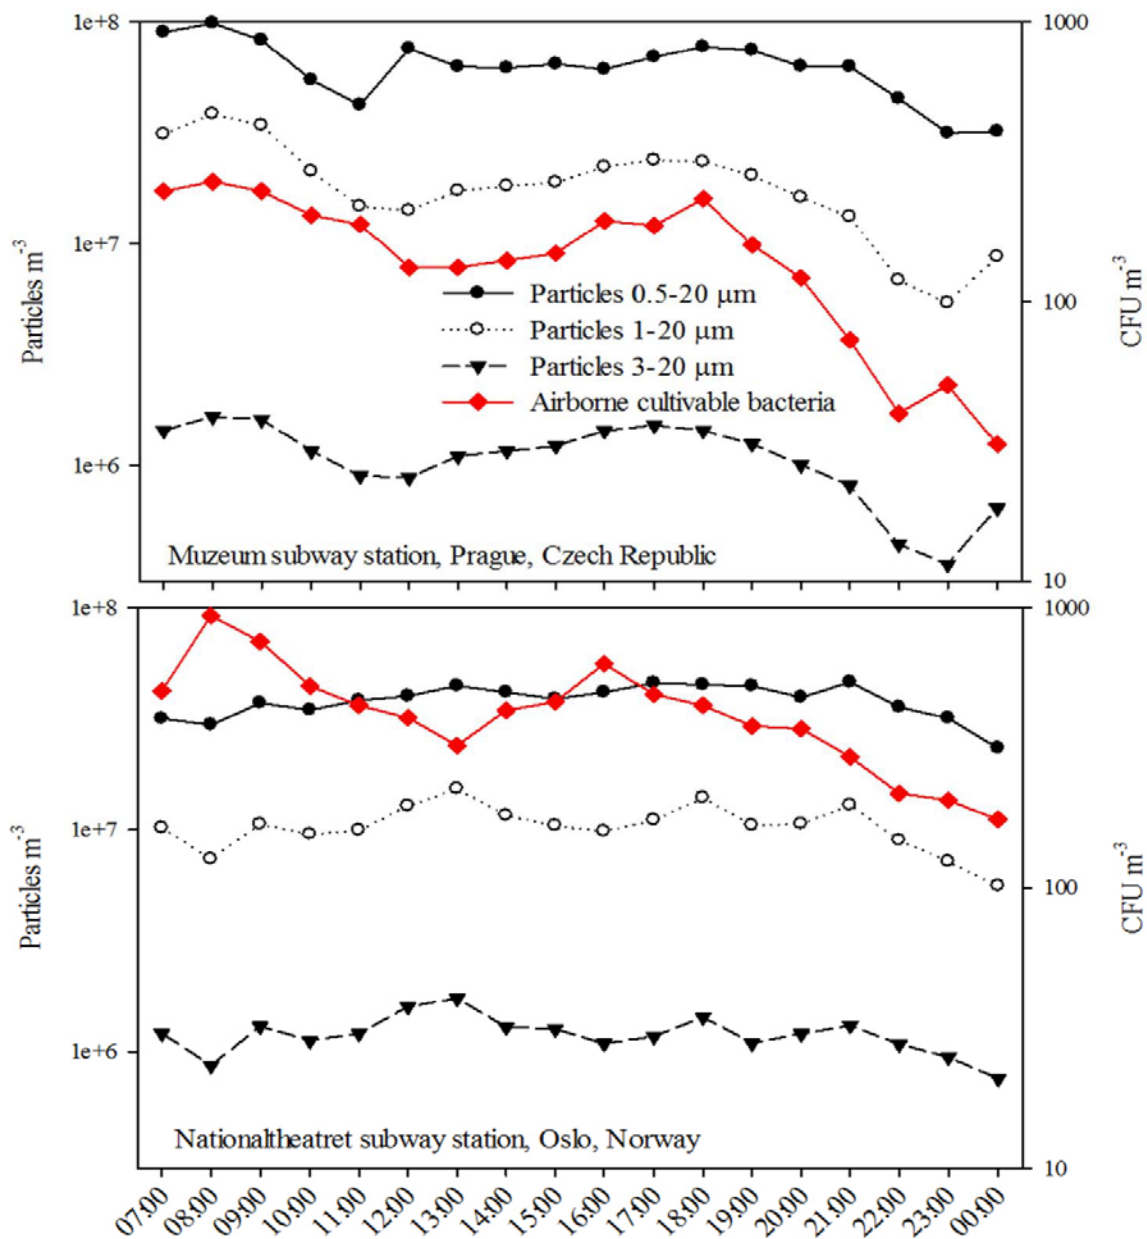 1e+8
1000
1e+7
Particles m-3
CFU m-3
Particles 0.5-20 μm
100
Particles 1-20 μm
Particles 3-20 μm
Airborne cultivable bacteria
1e+6
Muzeum subway station, Prague, Czech Republic
10
1e+8
1000
1e+7
Particles m-3
CFU m-3
100
1e+6
Nationaltheatret subway station, Oslo, Norway
10
07:00 08:00 09:00 10:00 11:00 12:00 13:00 14:00 15:00 16:00 17:00 18:00 19:00 20:00 21:00 22:00 23:00 00:00